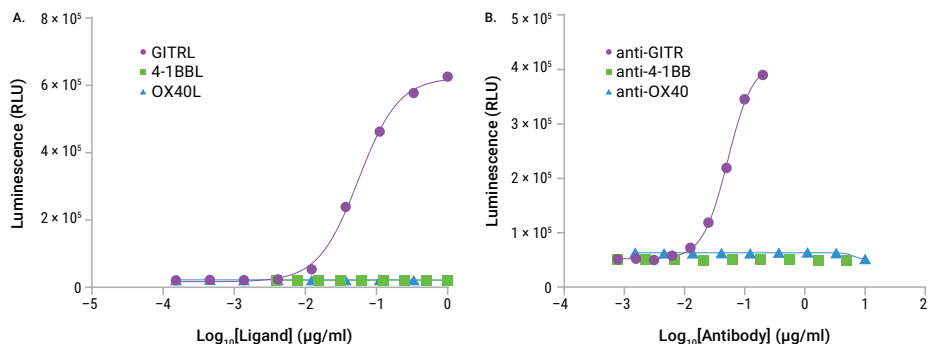 A.
8 × 10⁵
6 × 10⁵
4 × 10⁵
2 × 10⁵
0
Luminescence (RLU)
GITRL
4-1BBL
OX40L
−5
−4
−3
−2
−1
0
Log₁₀[Ligand] (µg/ml)
B.
5 × 10⁵
4 × 10⁵
3 × 10⁵
2 × 10⁵
1 × 10⁵
0
Luminescence (RLU)
anti-GITR
anti-4-1BB
anti-OX40
−4
−3
−2
−1
0
1
2
Log₁₀[Antibody] (µg/ml)